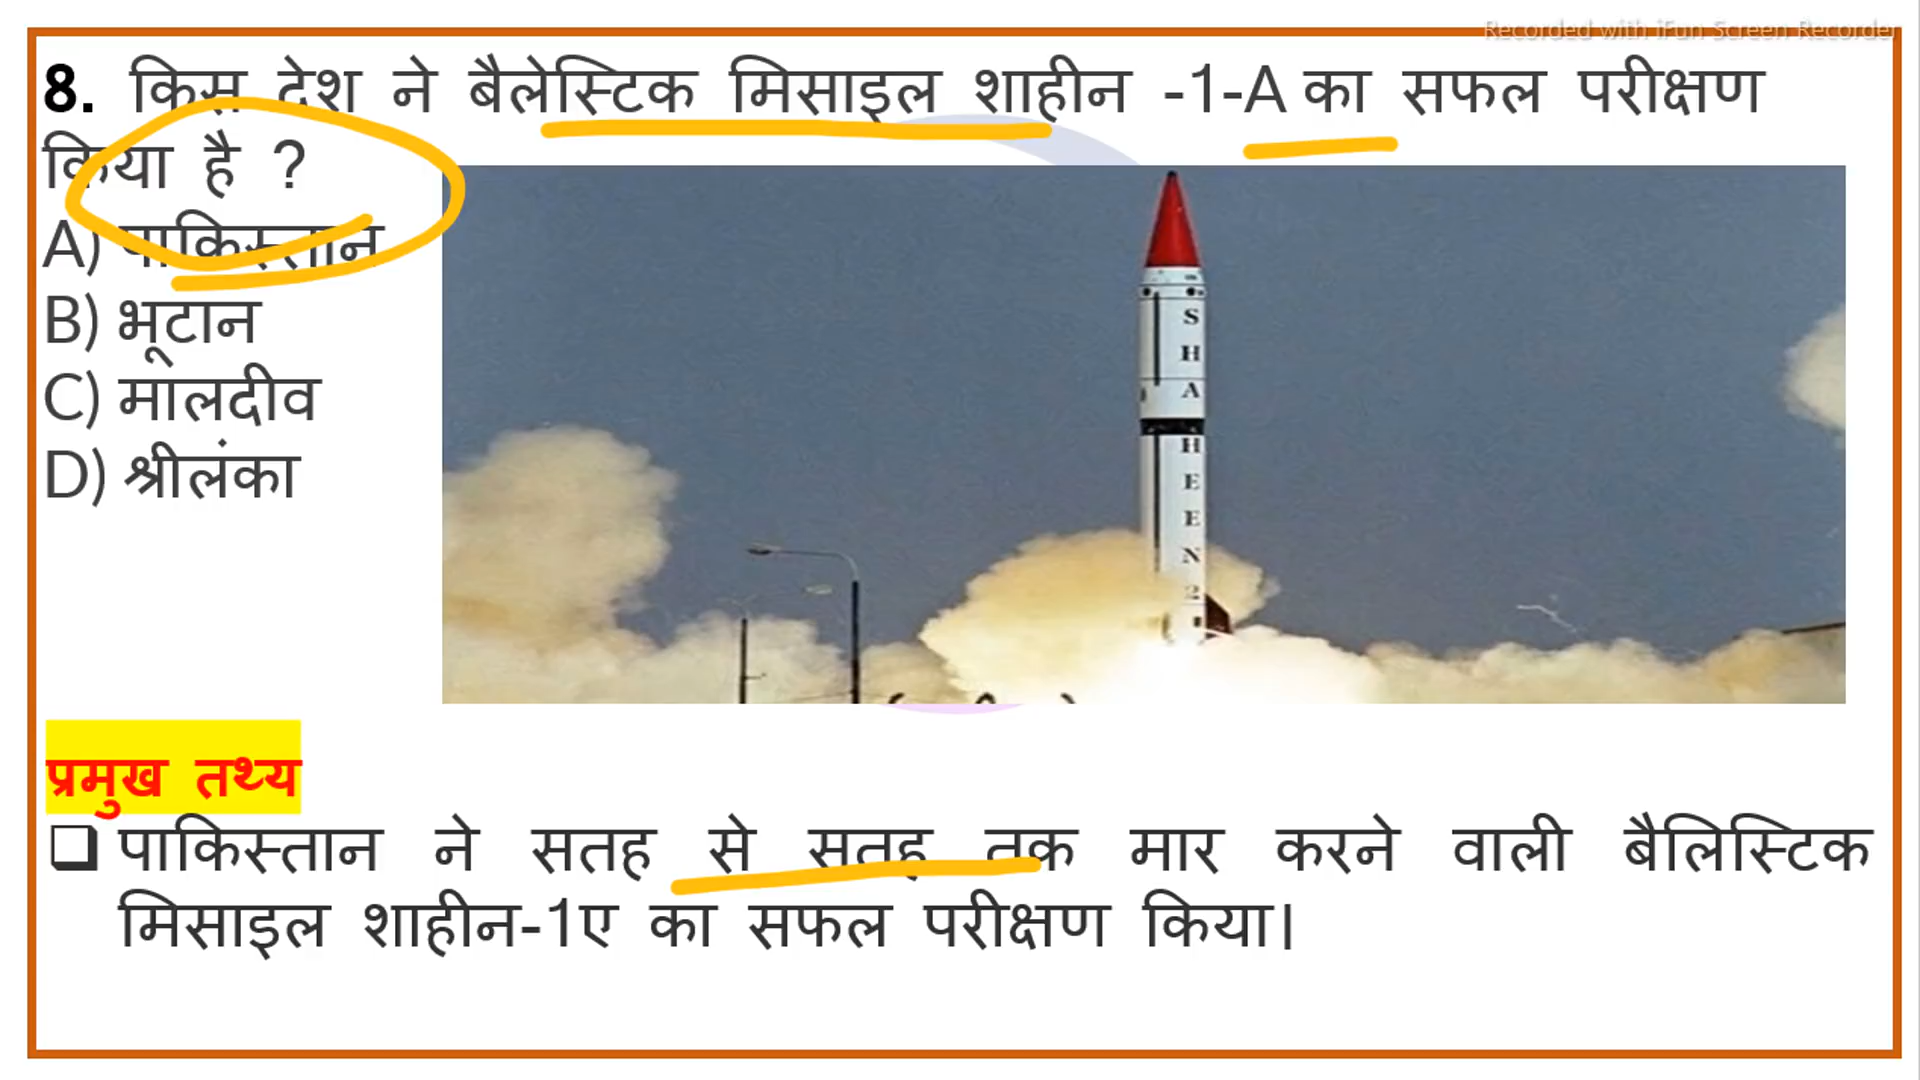 Recorded with iFun Screen Recorder
8. किस देश ने बैलेस्टिक मिसाइल शाहीन -1-A का सफल परीक्षण
किया है ?
A) पाकिस्तान
B) भूटान
C) मालदीव
D) श्रीलंका
SHAHEEN2
प्रमुख तथ्य
❑ पाकिस्तान ने सतह से सतह तक मार करने वाली बैलिस्टिक
मिसाइल शाहीन-1ए का सफल परीक्षण किया।